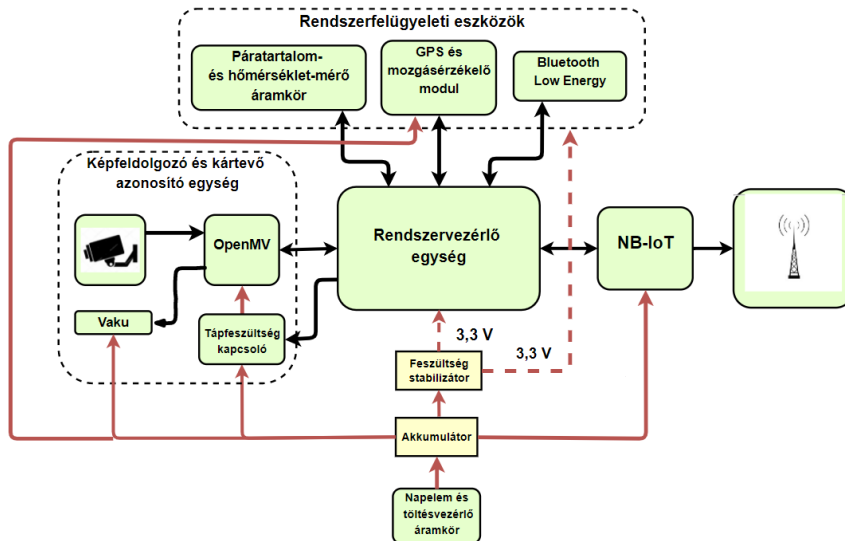 Rendszerfelügyeleti eszközök
Páratartalom-
és hőmérséklet-mérő
áramkör
GPS és
mozgásérzékelő
modul
Bluetooth
Low Energy
Képfeldolgozó és kártevő
azonosító egység
OpenMV
Vaku
Tápfeszültség
kapcsoló
Rendszervezérlő
egység
NB-IoT
3,3 V
3,3 V
Feszültség
stabilizátor
Akkumulátor
Napelem és
töltésvezérlő
áramkör